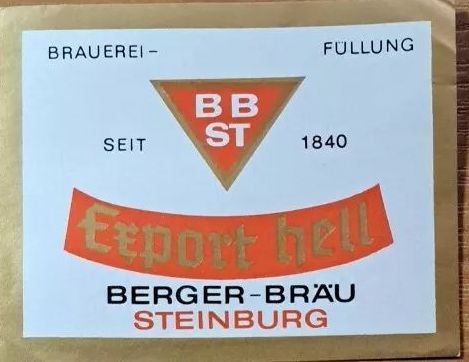 BRAUEREI- FÜLLUNG
BB
ST
SEIT 1840
Export hell
BERGER-BRÄU
STEINBURG